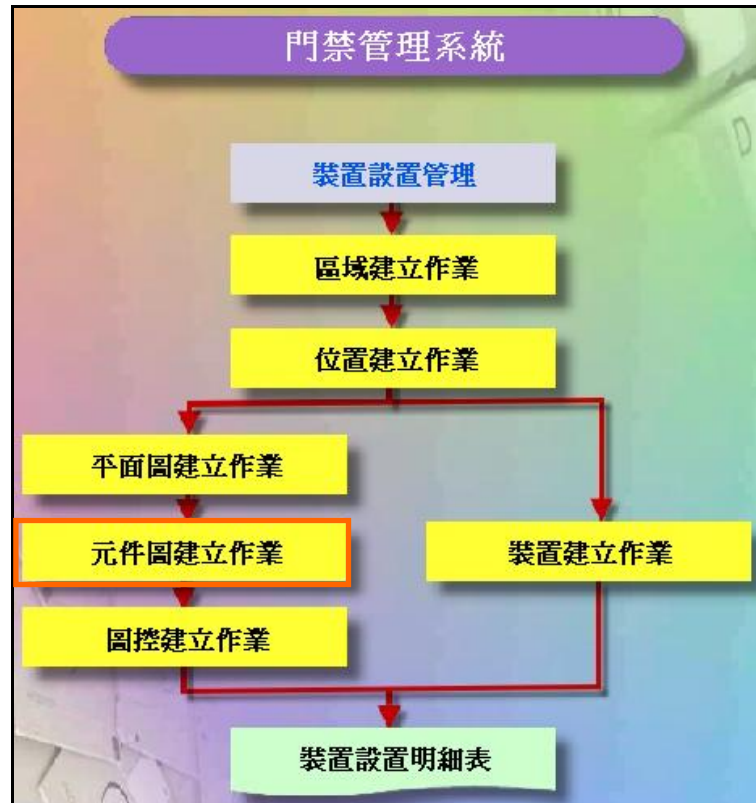 門禁管理系統
裝置設置管理
區域建立作業
位置建立作業
平面圖建立作業
元件圖建立作業
裝置建立作業
圖控建立作業
裝置設置明細表